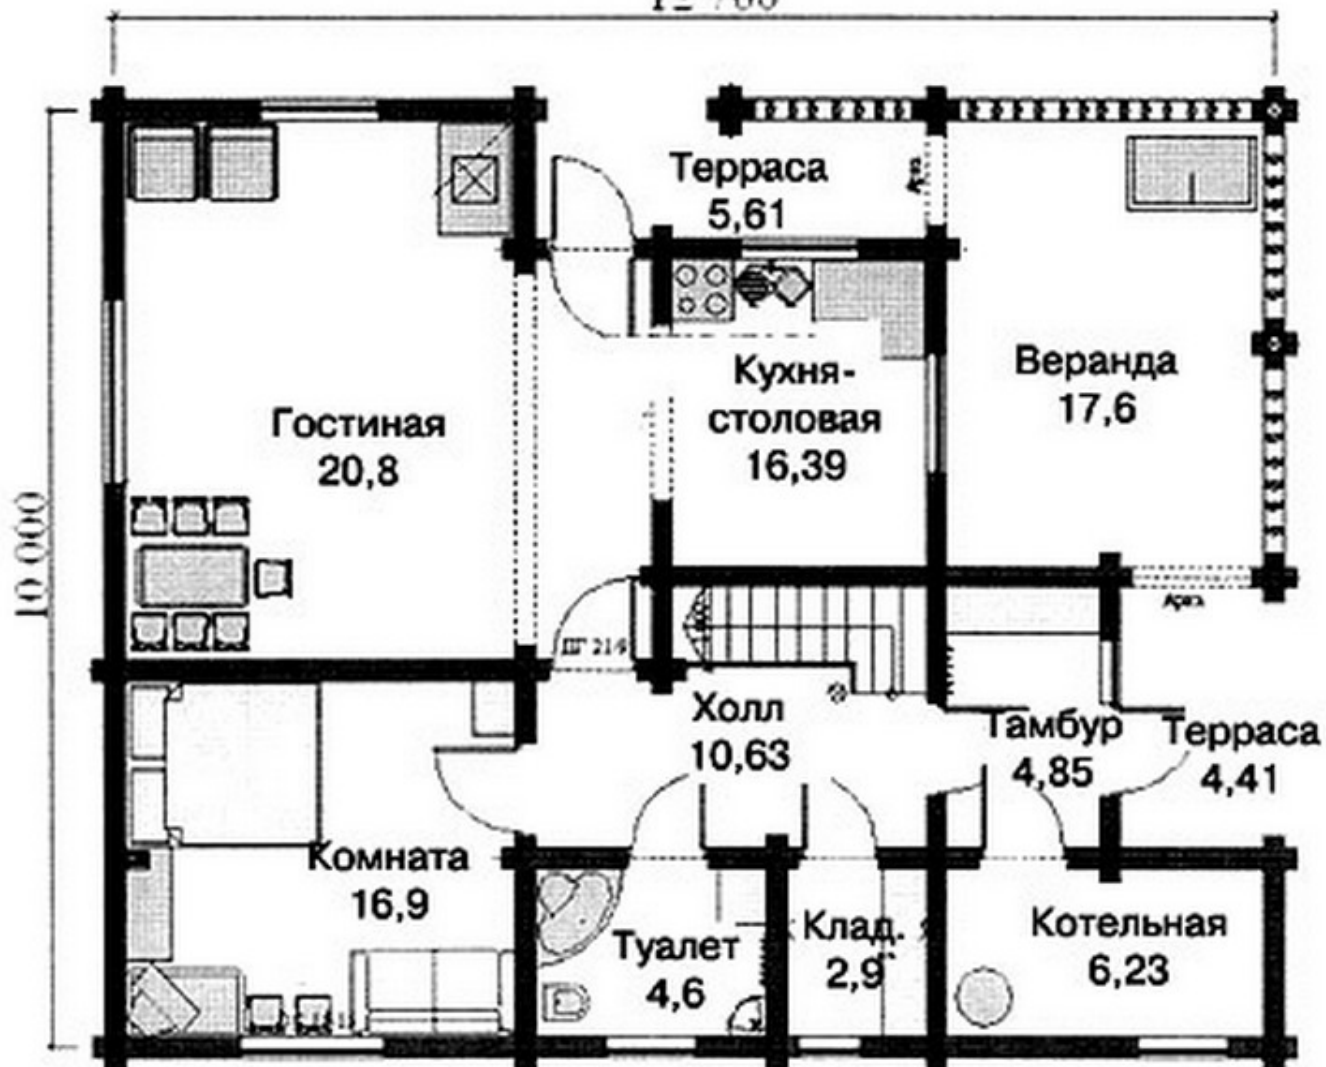 Терраса
5,61
Кухня-
столовая
16,39
Веранда
17,6
Гостиная
20,8
10 000
Холл
10,63
Тамбур
4,85
Терраса
4,41
Комната
16,9
Туалет
4,6
Клад.
2,9
Котельная
6,23